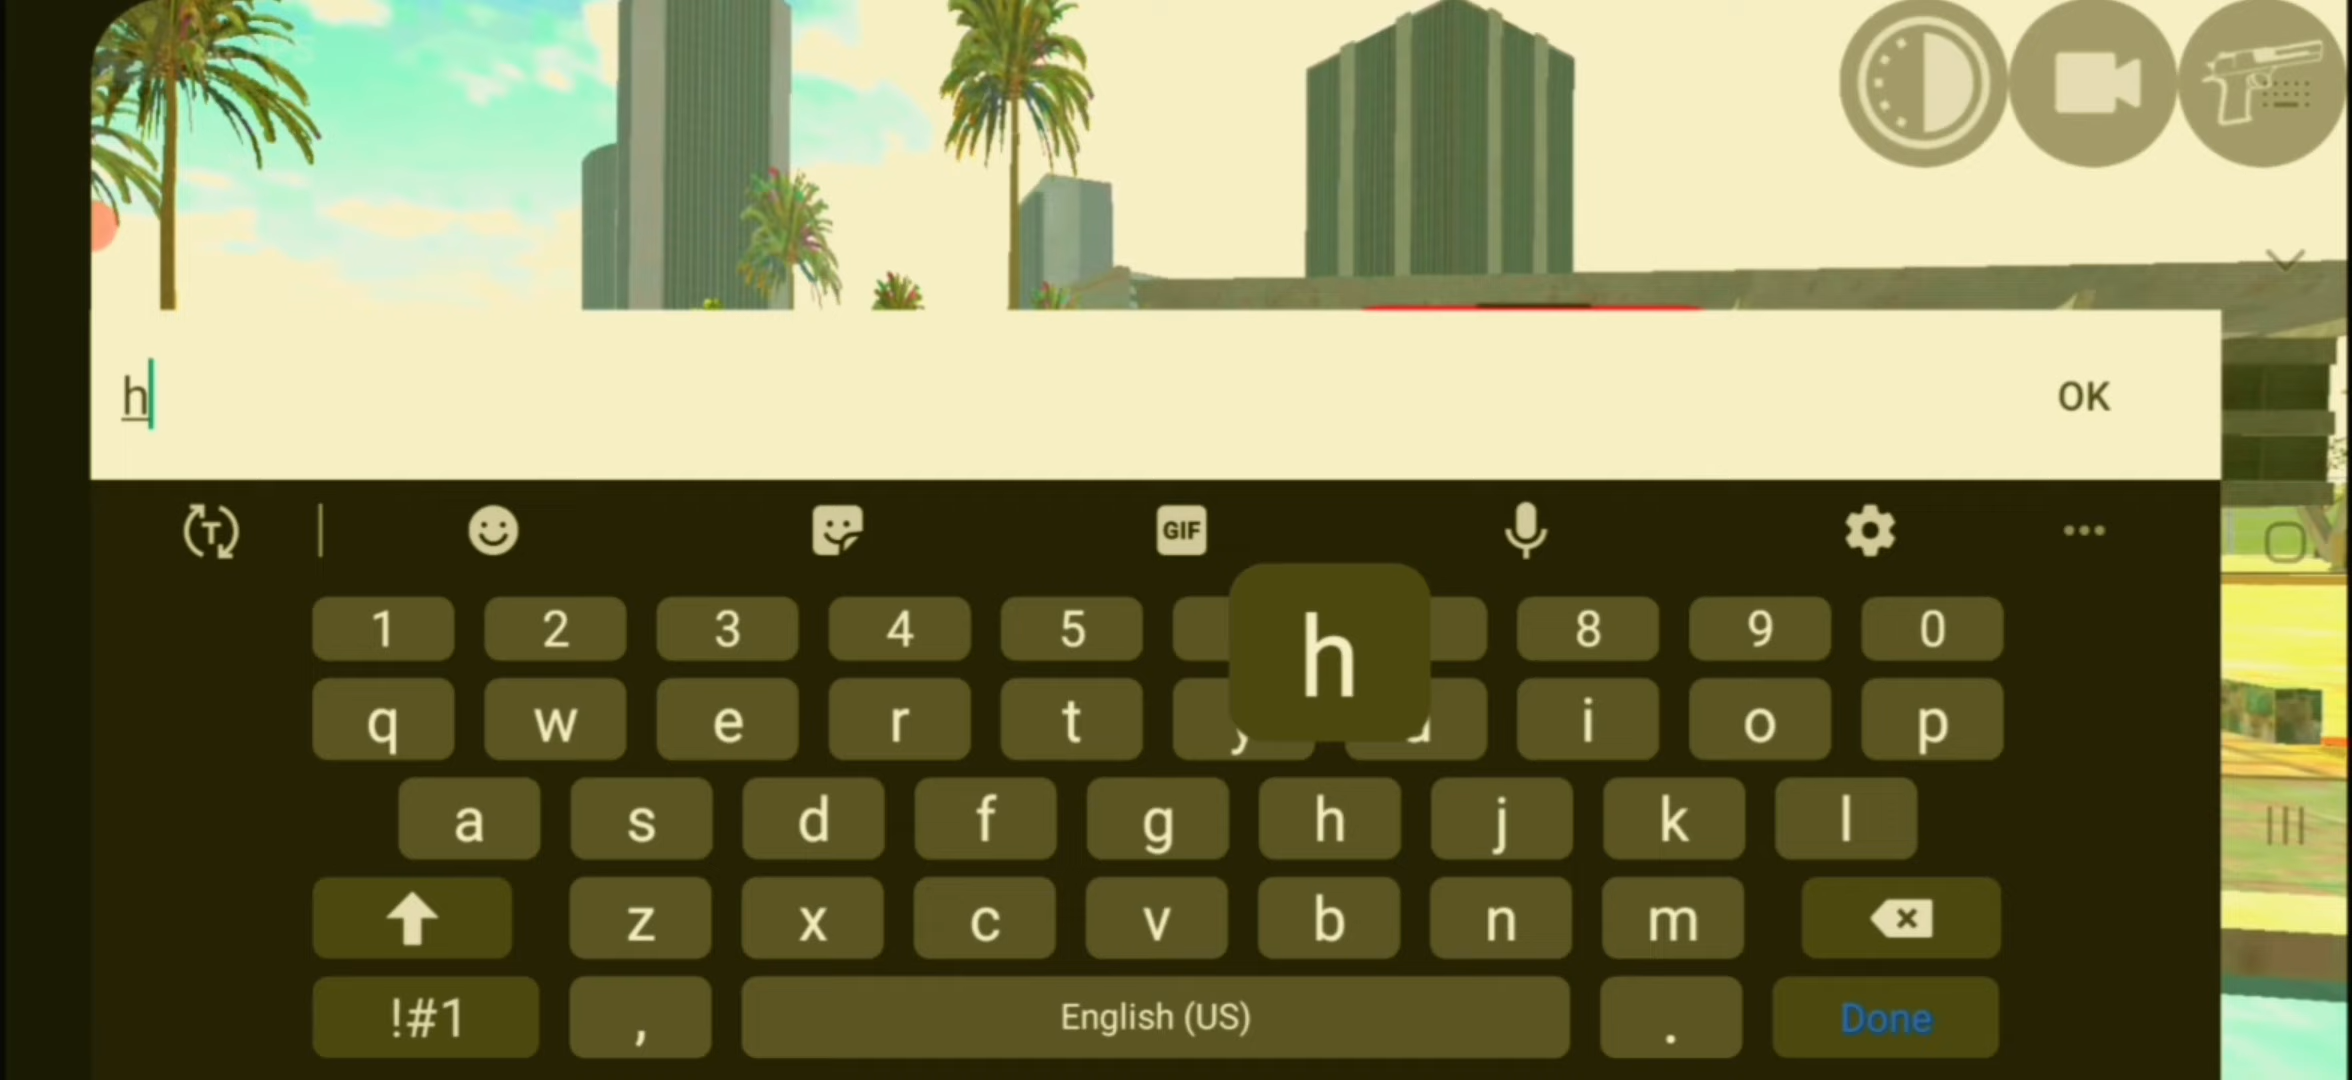 h
OK
T
GIF
h
1 2 3 4 5 8 9 0
q w e r t y u i o p
a s d f g h j k l
z x c v b n m
!#1 , English (US) . Done